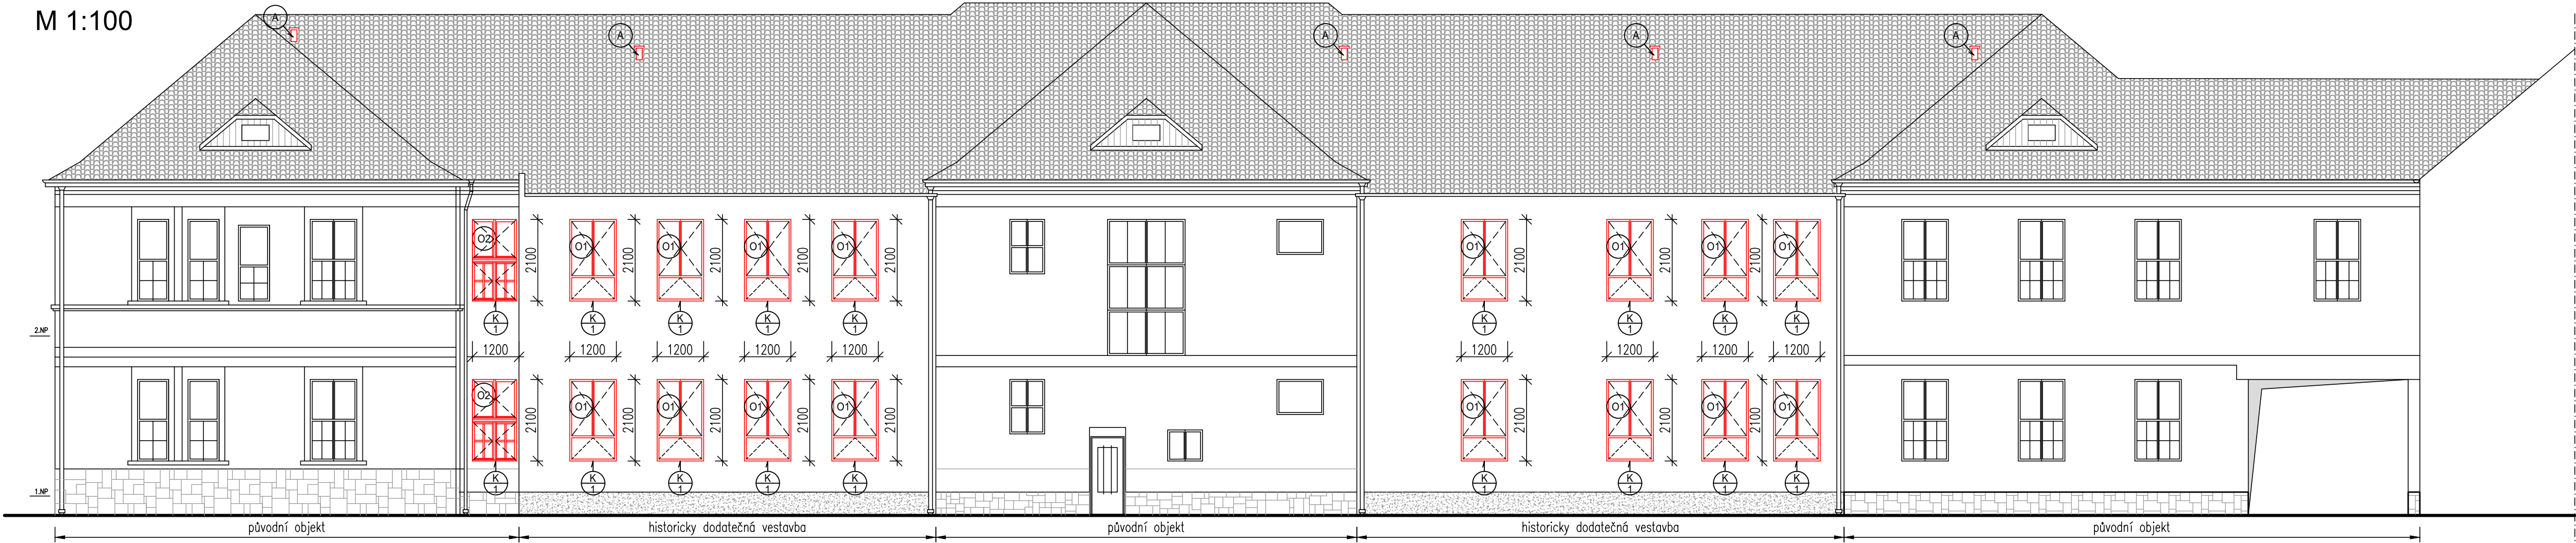 M 1:100
A A A A A
O2 O1 O1 O1 O1 O1 O1 O1 O1
2100 2100 2100 2100 2100 2100 2100 2100
K K K K K K K K K
1 1 1 1 1 1 1 1 1
2.NP
1200 1200 1200 1200 1200 1200 1200 1200 1200
O2 O1 O1 O1 O1 O1 O1 O1 O1
2100 2100 2100 2100 2100 2100 2100 2100
K K K K K K K K K
1 1 1 1 1 1 1 1 1
1.NP
původní objekt historicky dodatečná vestavba původní objekt historicky dodatečná vestavba původní objekt